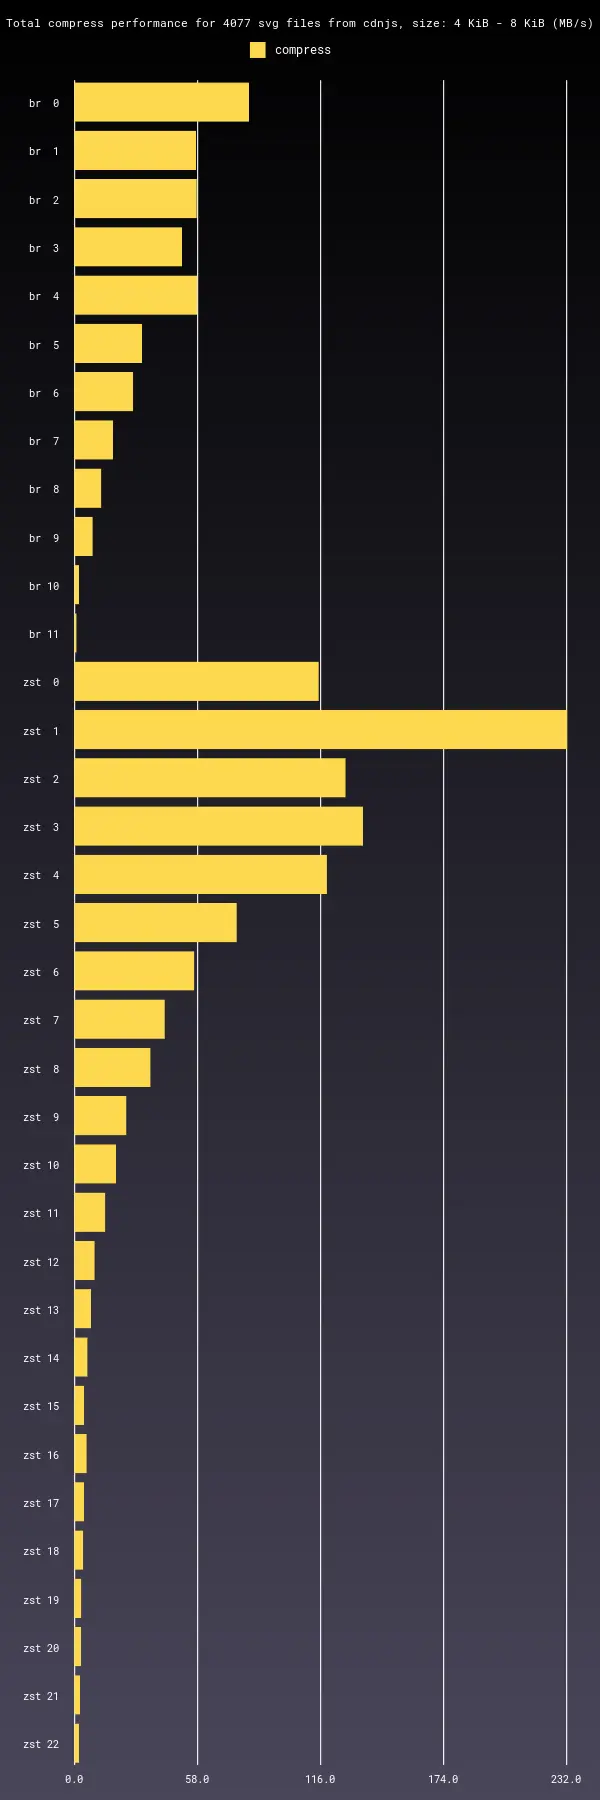 Total compress performance for 4077 svg files from cdnjs, size: 4 KiB - 8 KiB (MB/s)
compress
br 0
br 1
br 2
br 3
br 4
br 5
br 6
br 7
br 8
br 9
br 10
br 11
zst 0
zst 1
zst 2
zst 3
zst 4
zst 5
zst 6
zst 7
zst 8
zst 9
zst 10
zst 11
zst 12
zst 13
zst 14
zst 15
zst 16
zst 17
zst 18
zst 19
zst 20
zst 21
zst 22
0.0 58.0 116.0 174.0 232.0